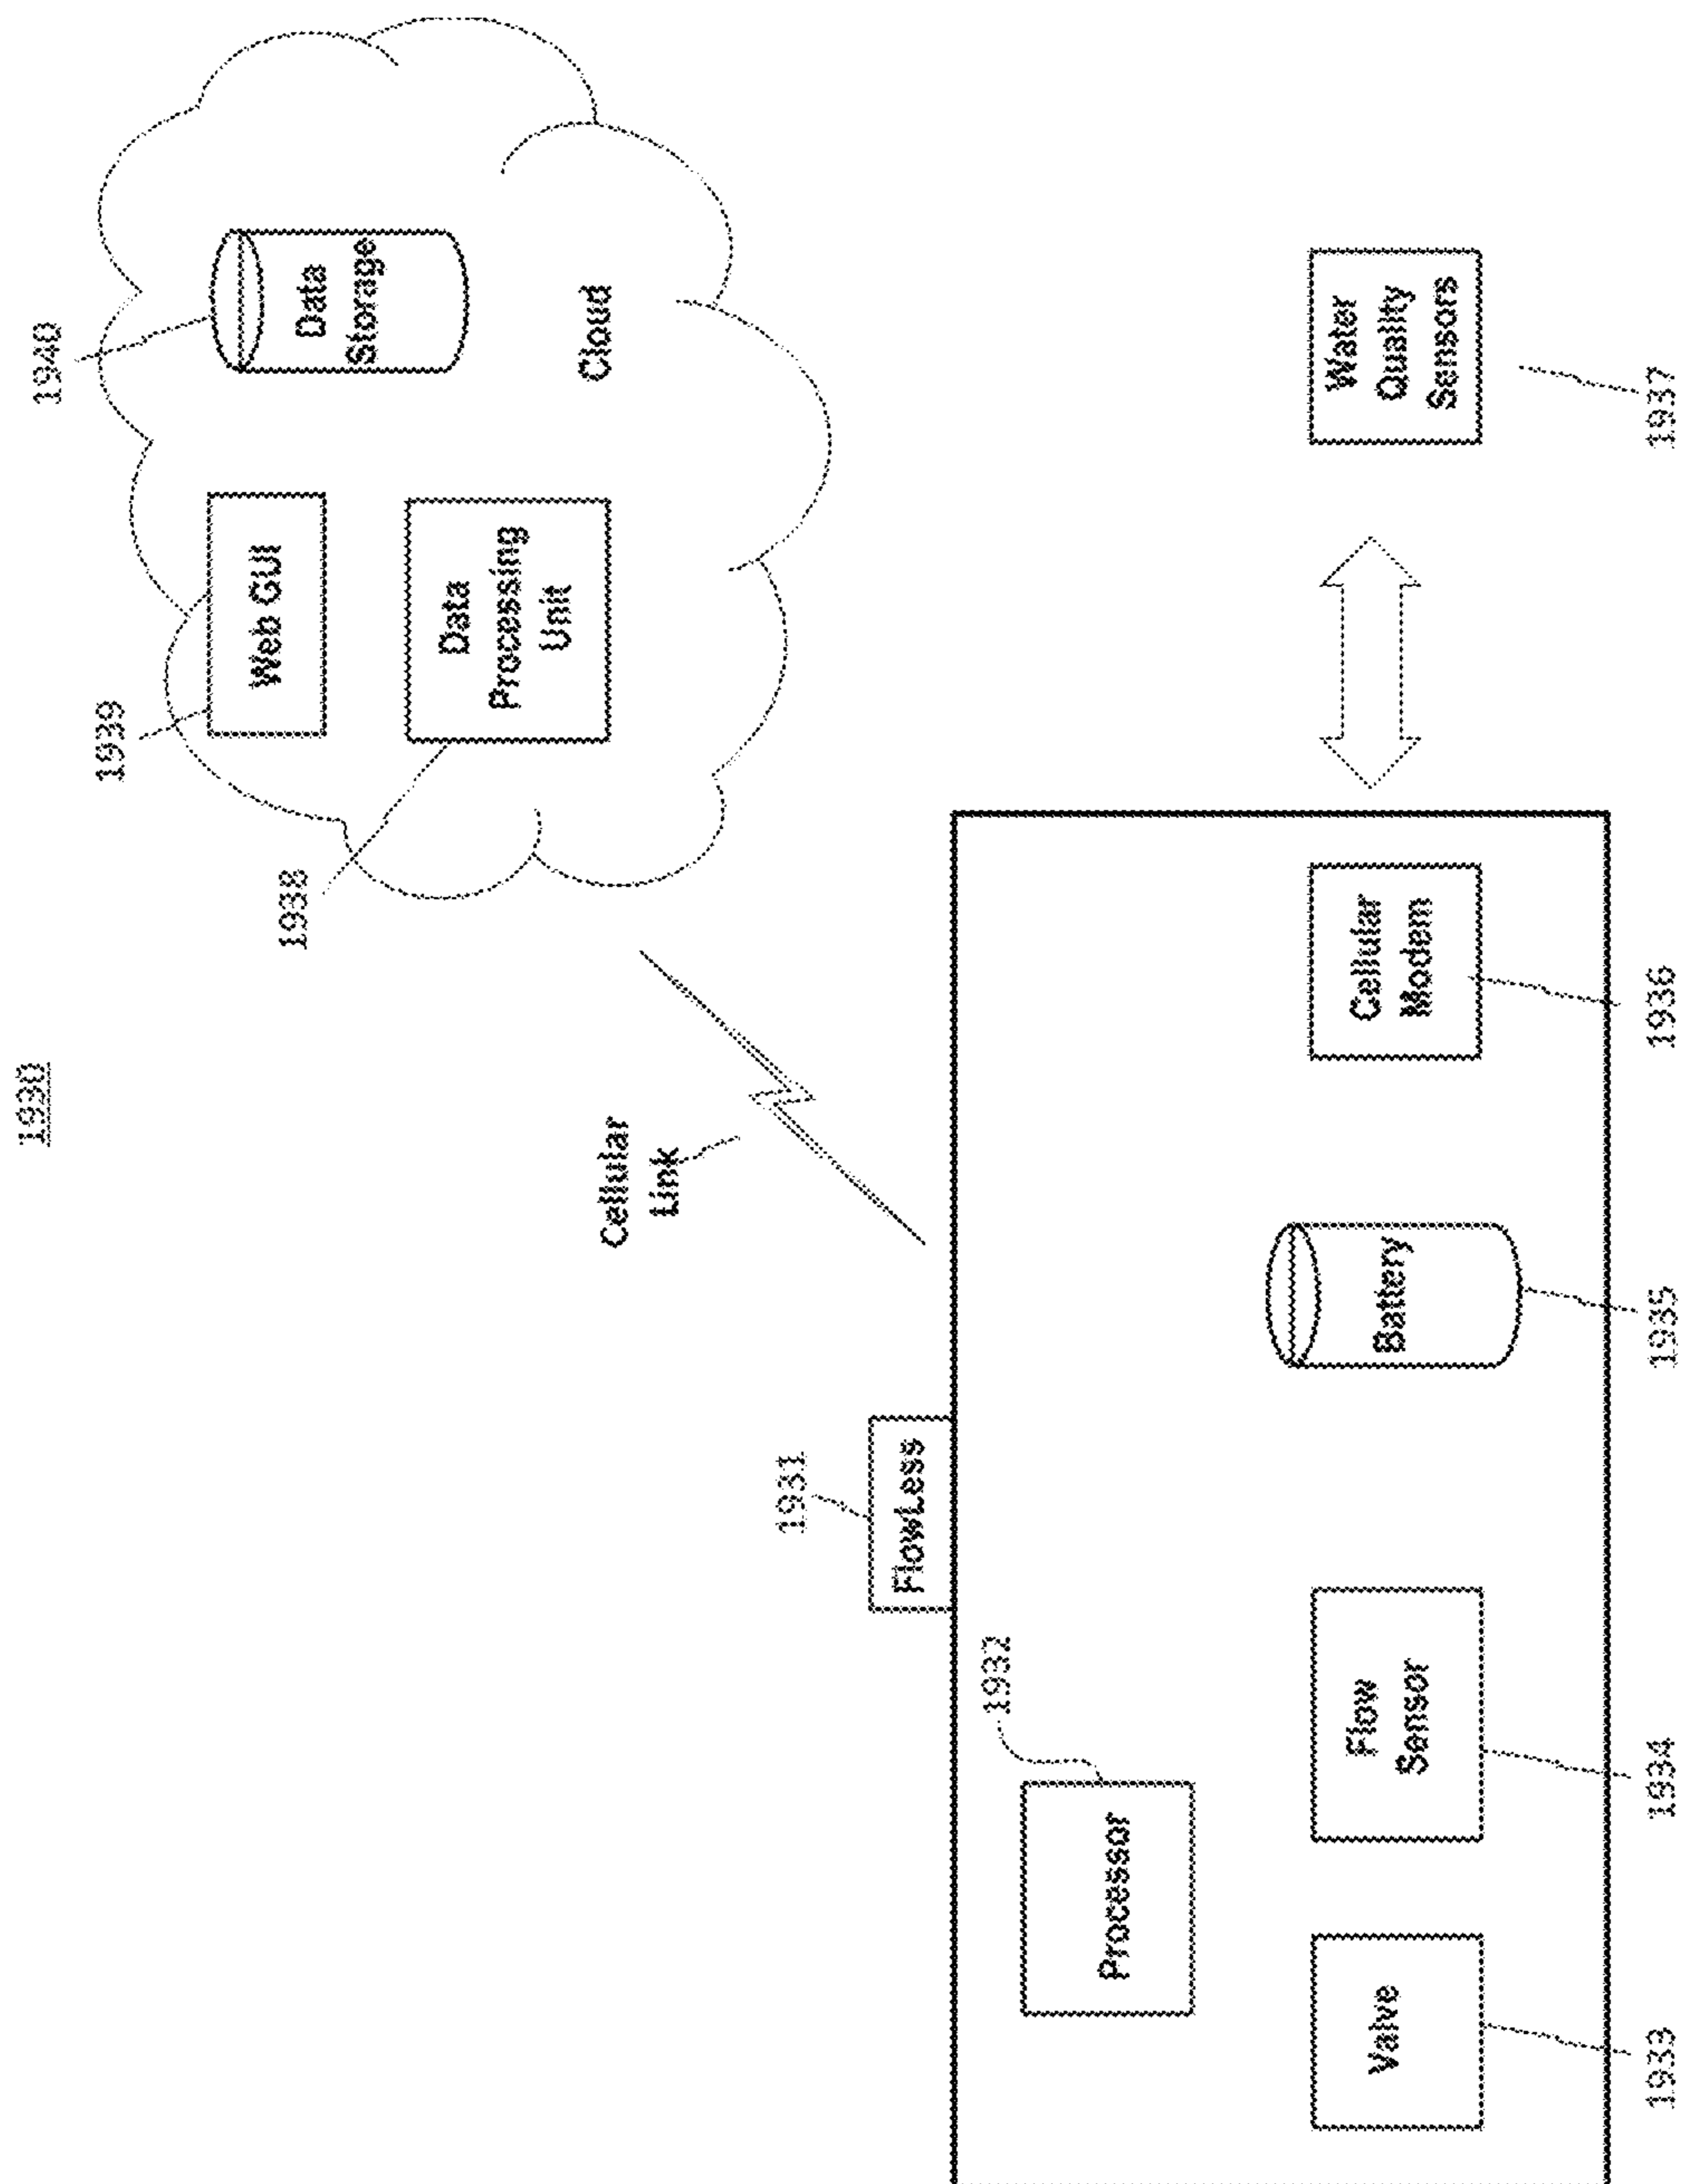 1930
1940
1939
Web GUI
Data
Storage
1938
Data
Processing
Unit
Cloud
Cellular
Link
1931
FlowLess
1932
Processor
Valve
Flow
Sensor
Battery
Cellular
Modem
Water
Quality
Sensors
1933
1934
1935
1936
1937